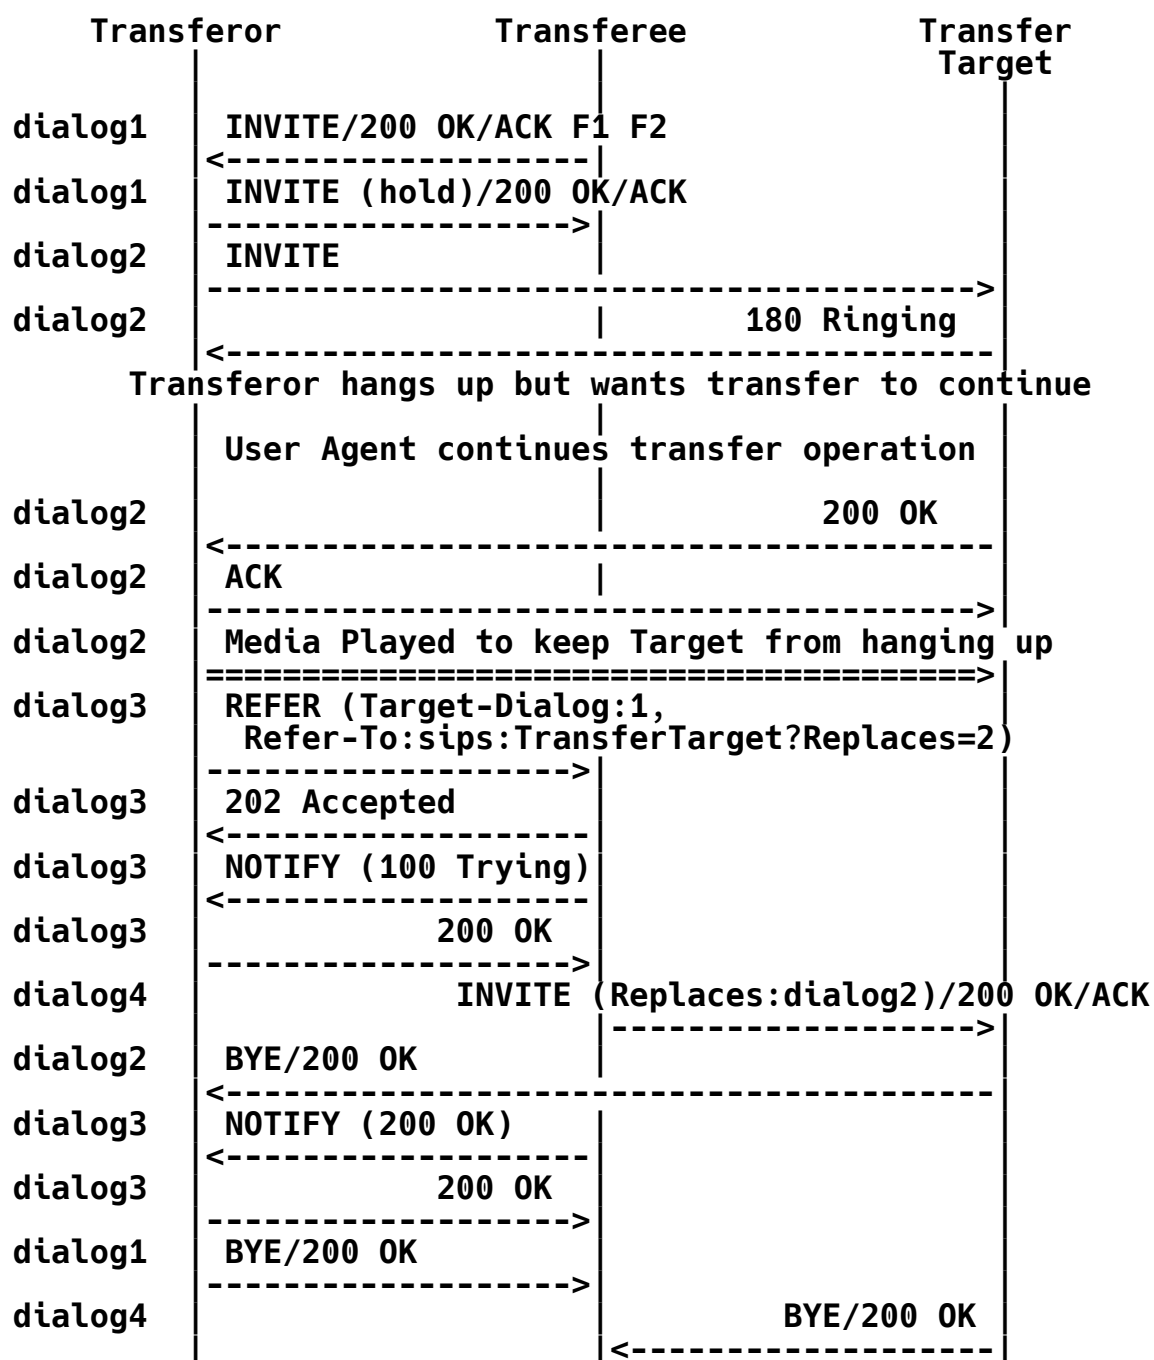 Transferor Transferee Transfer
Target
dialog1 INVITE/200 OK/ACK F1 F2
dialog1 INVITE (hold)/200 OK/ACK
dialog2 INVITE
dialog2 180 Ringing
Transferor hangs up but wants transfer to continue
User Agent continues transfer operation
dialog2 200 OK
dialog2 ACK
dialog2 Media Played to keep Target from hanging up
dialog3 REFER (Target-Dialog:1,
Refer-To:sips:TransferTarget?Replaces=2)
dialog3 202 Accepted
dialog3 NOTIFY (100 Trying)
dialog3 200 OK
dialog4 INVITE (Replaces:dialog2)/200 OK/ACK
dialog2 BYE/200 OK
dialog3 NOTIFY (200 OK)
dialog3 200 OK
dialog1 BYE/200 OK
dialog4 BYE/200 OK